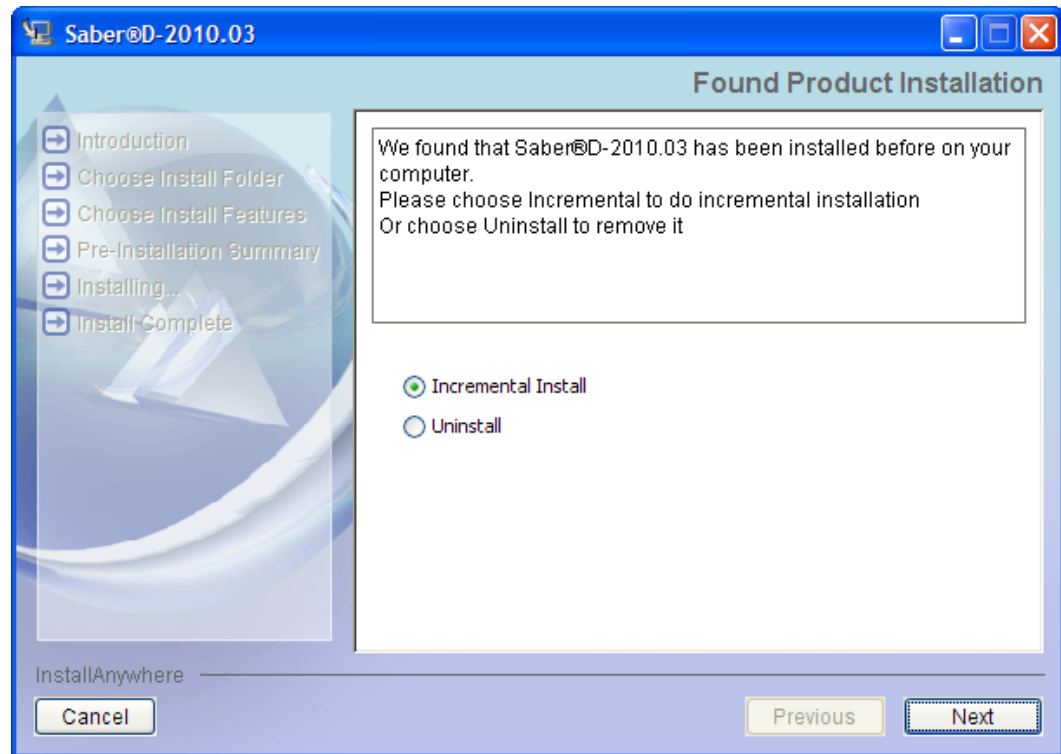 Saber®D-2010.03
Found Product Installation
Introduction
Choose Install Folder
Choose Install Features
Pre-Installation Summary
Installing...
Install Complete
We found that Saber®D-2010.03 has been installed before on your
computer.
Please choose Incremental to do incremental installation
Or choose Uninstall to remove it
Incremental Install
Uninstall
InstallAnywhere
Cancel
Previous
Next